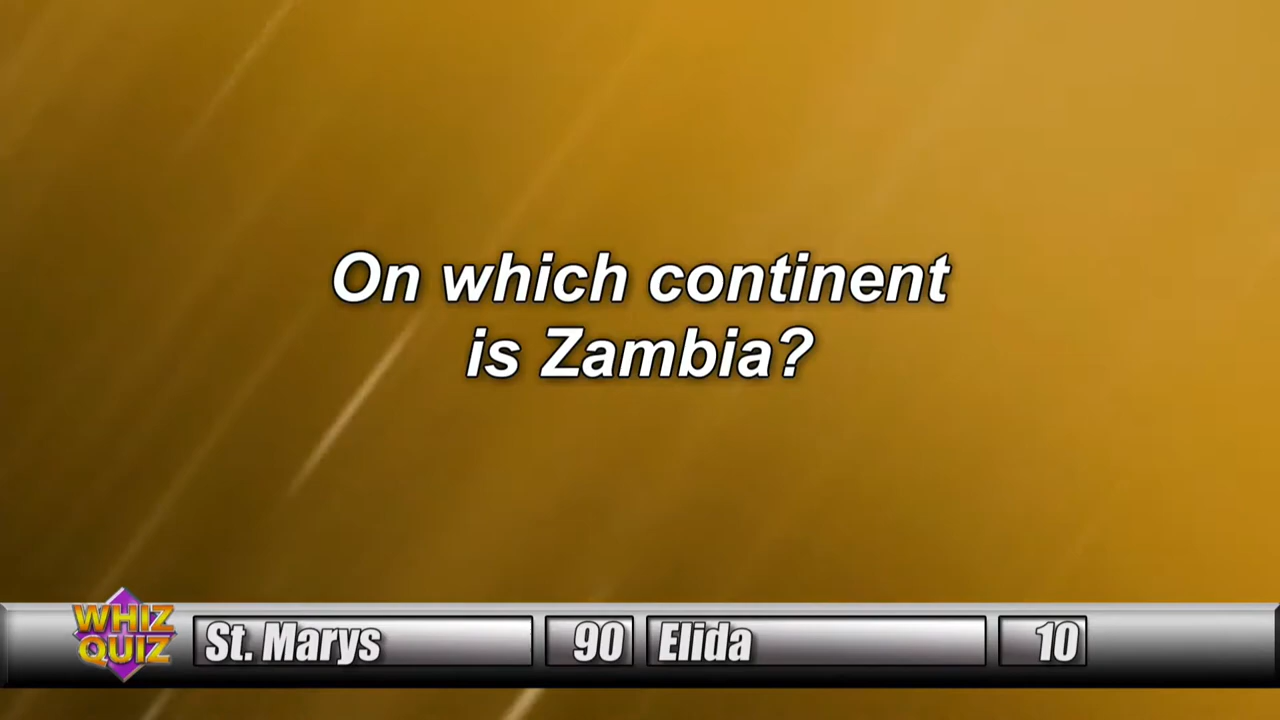 On which continent
is Zambia?
WHIZ
QUIZ
St. Marys 90 Elida 10